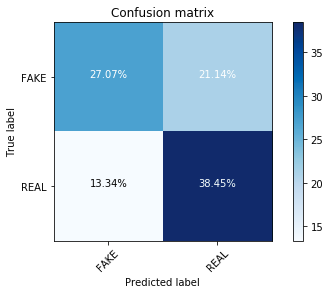 Confusion matrix
True label
FAKE
27.07%
21.14%
REAL
13.34%
38.45%
FAKE
REAL
Predicted label
35
30
25
20
15